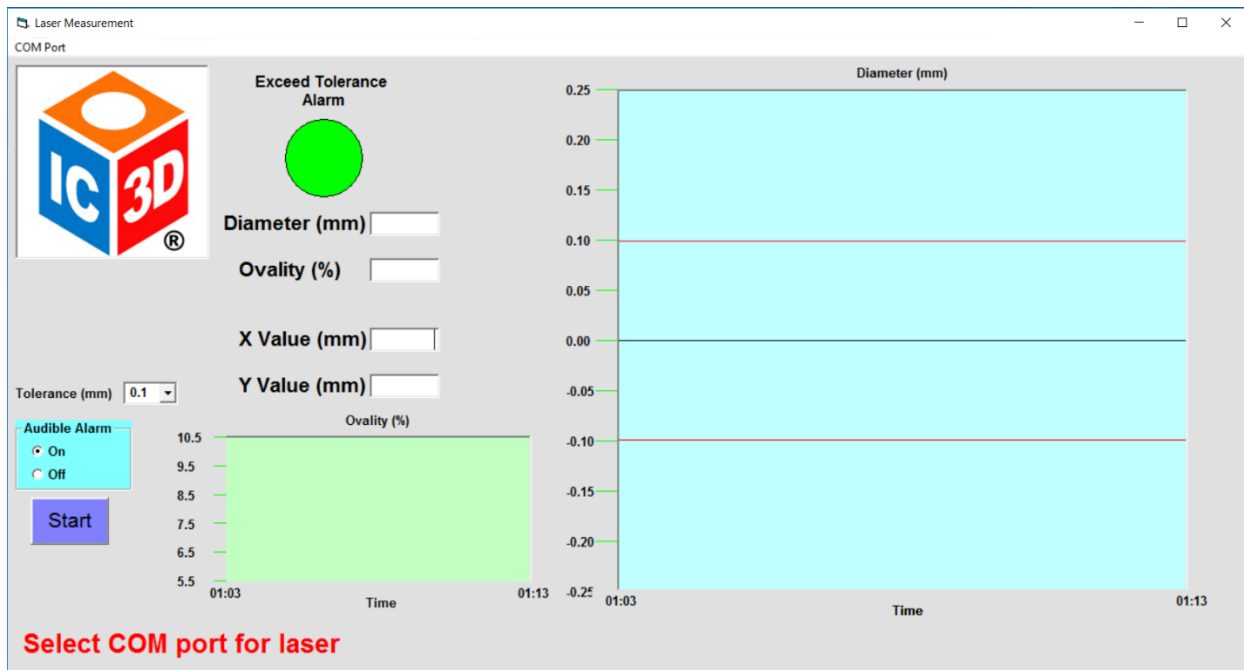 Laser Measurement
COM Port
IC 3D
®
Exceed Tolerance
Alarm
Diameter (mm)
Ovality (%)
X Value (mm)
Y Value (mm)
Tolerance (mm) 0.1
Audible Alarm
On
Off
Start
Ovality (%)
10.5
9.5
8.5
7.5
6.5
5.5
01:03
01:13
Time
Diameter (mm)
0.25
0.20
0.15
0.10
0.05
0.00
-0.05
-0.10
-0.15
-0.20
-0.25
01:03
01:13
Time
Select COM port for laser